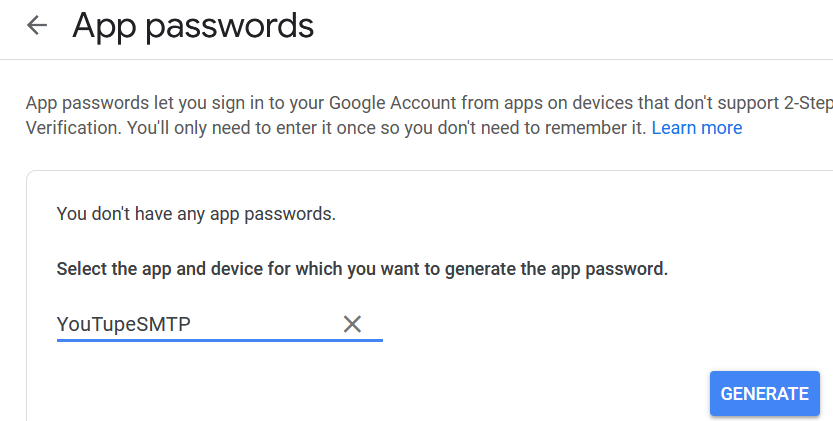 App passwords
App passwords let you sign in to your Google Account from apps on devices that don't support 2-Step
Verification. You'll only need to enter it once so you don't need to remember it. Learn more
You don't have any app passwords.
Select the app and device for which you want to generate the app password.
YouTupeSMTP
GENERATE